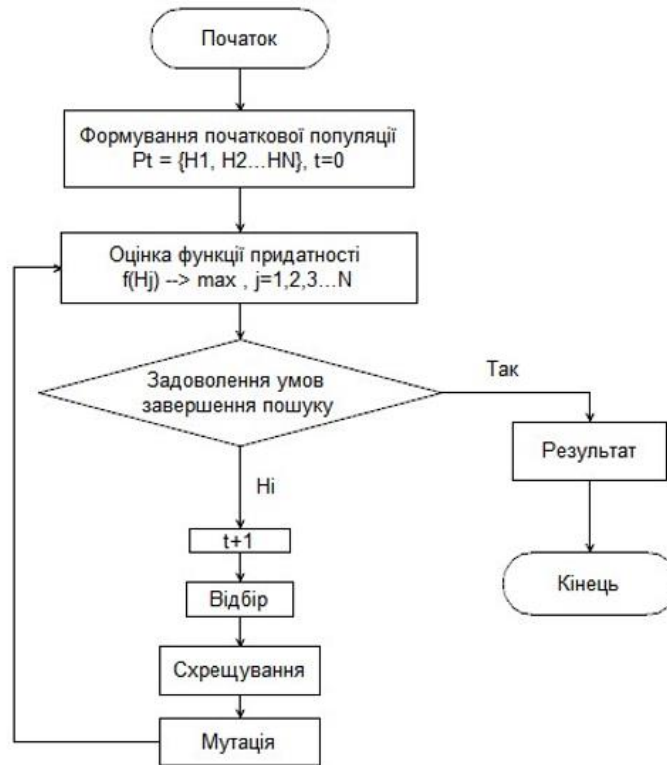 Початок
Формування початкової популяції
Pt = {H1, H2...HN}, t=0
Оцінка функції придатності
f(Hj) --> max , j=1,2,3...N
Задоволення умов
завершення пошуку
Так
Результат
Ні
t+1
Кінець
Відбір
Схрещування
Мутація